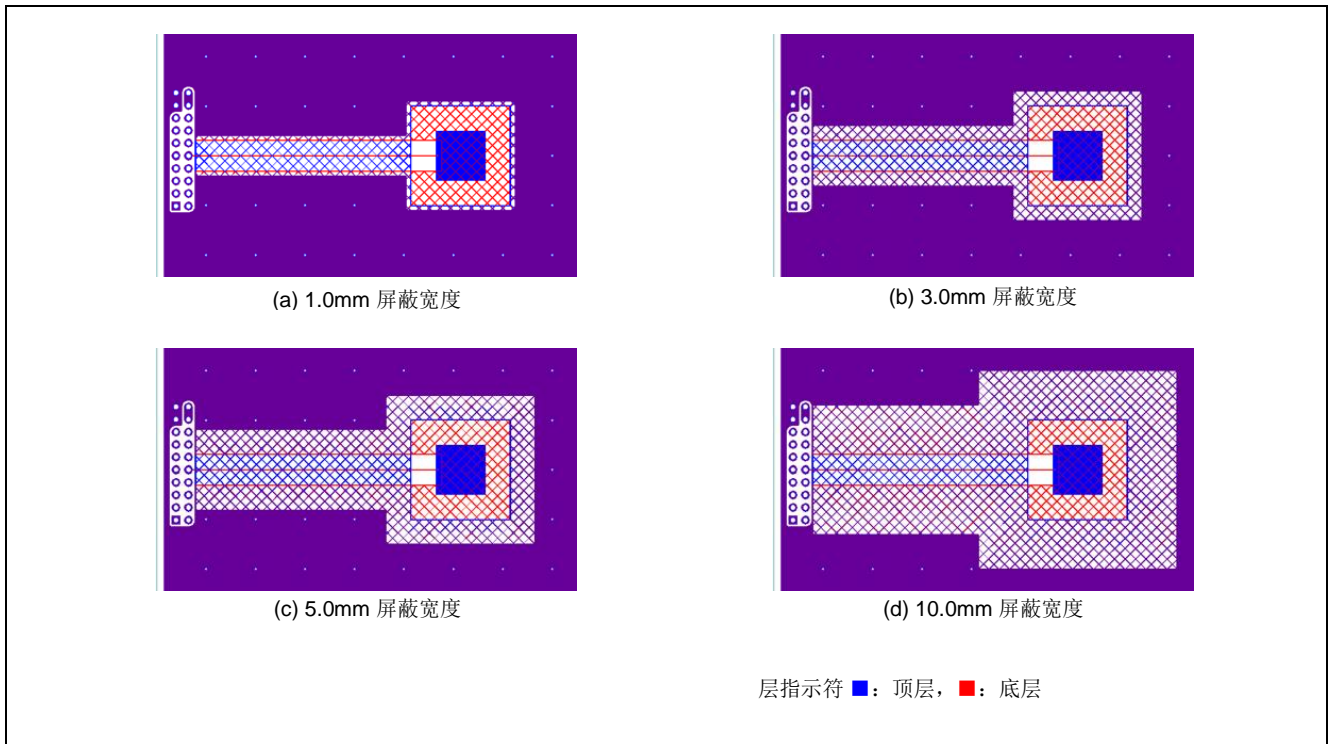 (a) 1.0mm 屏蔽宽度
(b) 3.0mm 屏蔽宽度
(c) 5.0mm 屏蔽宽度
(d) 10.0mm 屏蔽宽度
层指示符 ■：顶层，■：底层